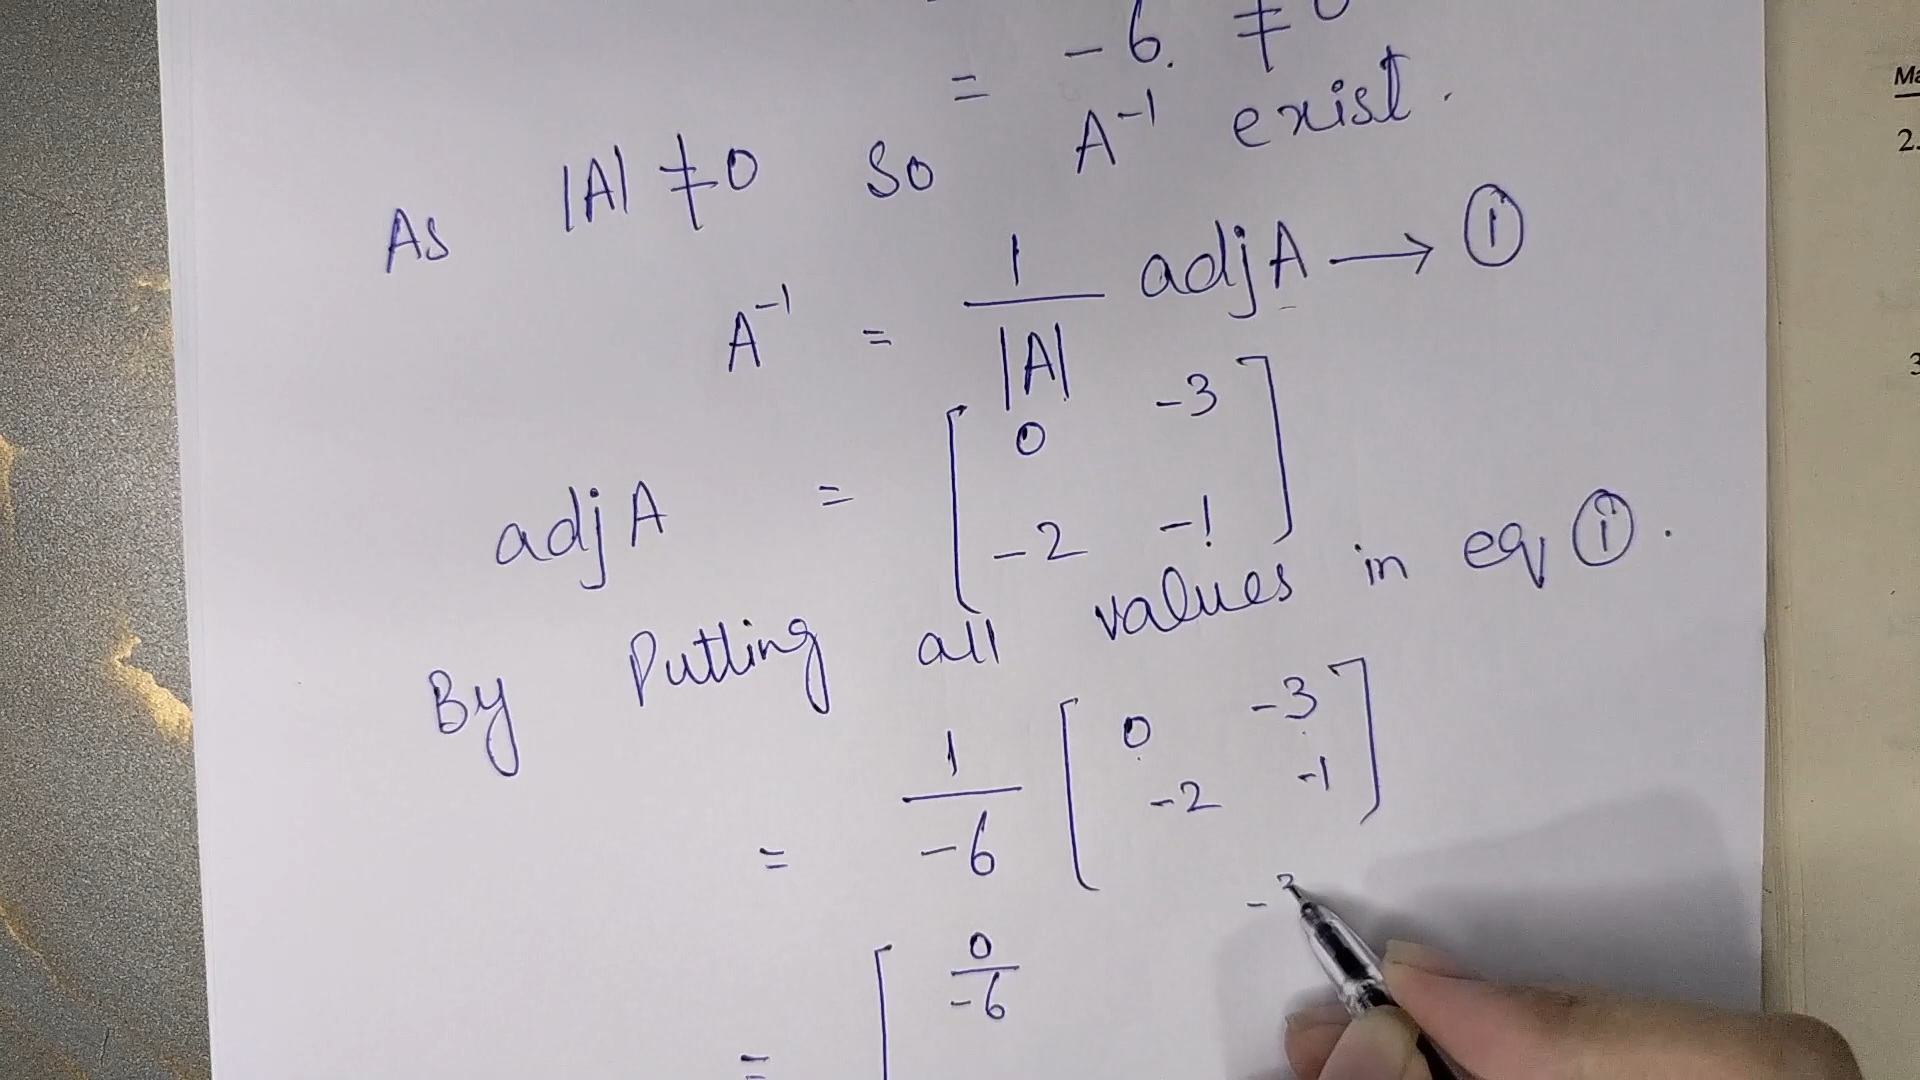 = -6. ≠ 0
As |A| ≠ 0 so A⁻¹ exist.
A⁻¹ = 1/|A| adj A → ①
adj A = [0 -3
-2 -1]
By Putting all values in eq ①.
= 1/-6 [0 -3
-2 -1]
= [0/-6 -
2.